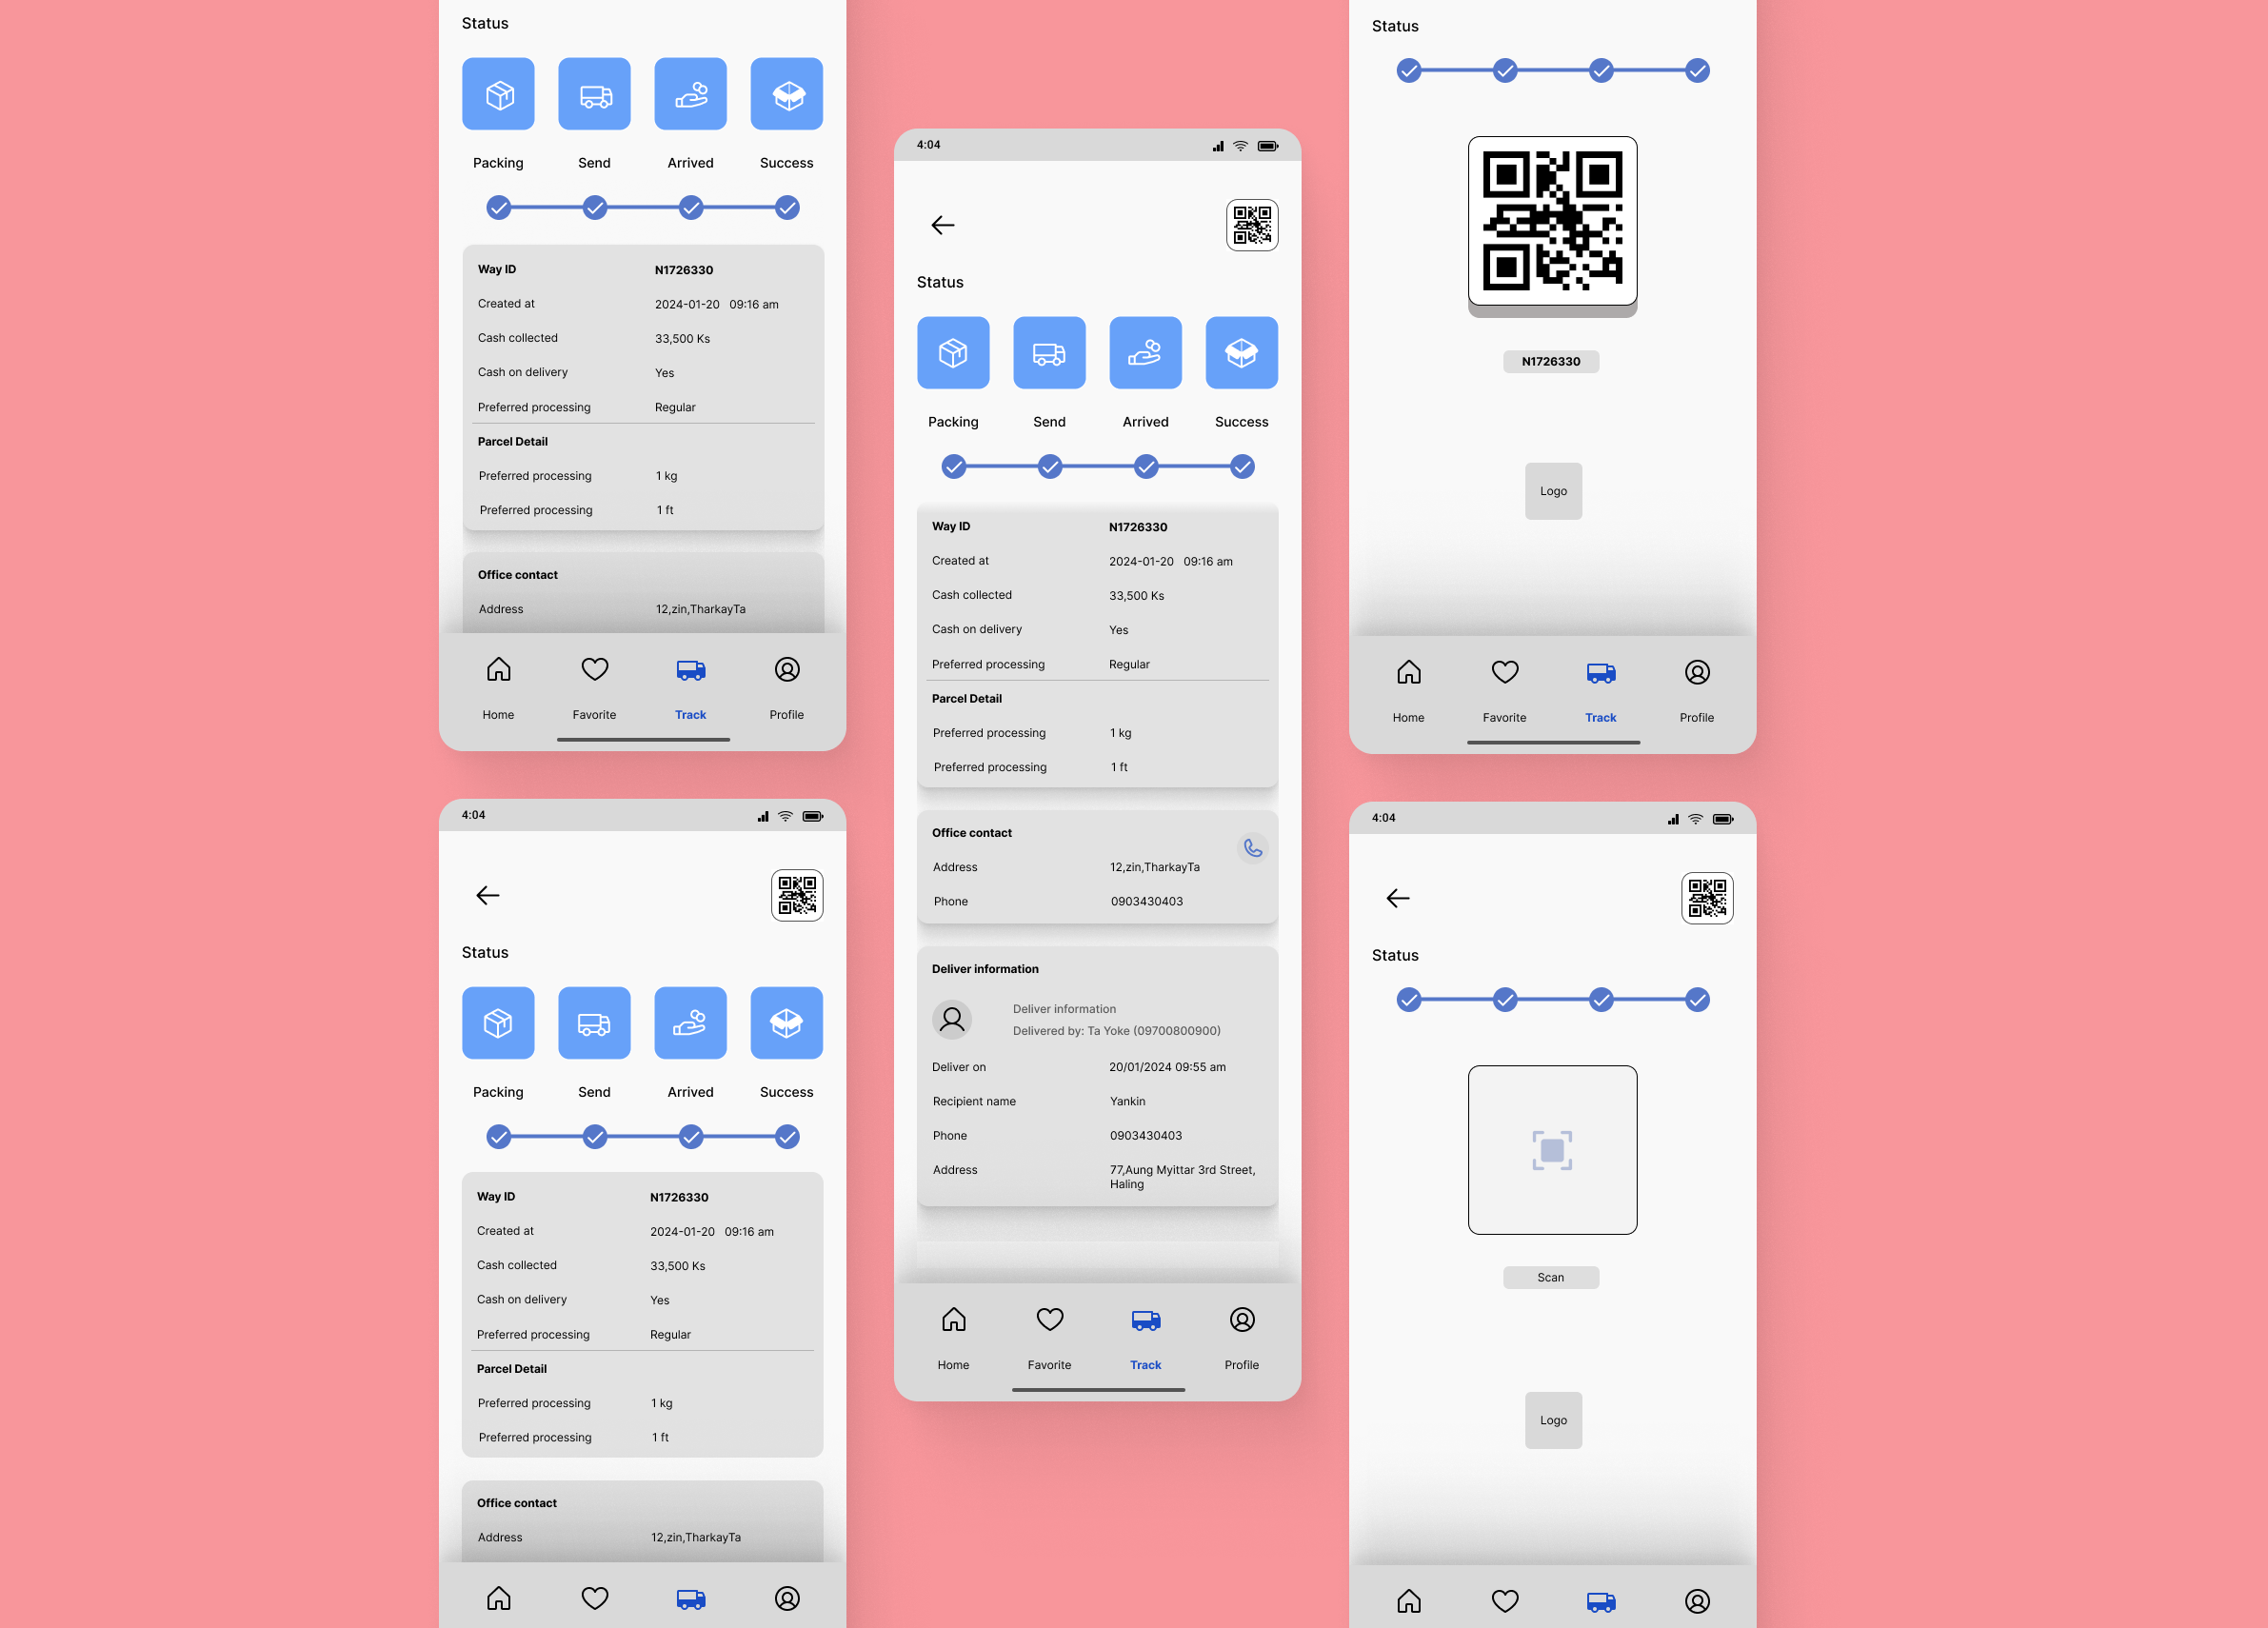 Status
Packing Send Arrived Success
Way ID N1726330
Created at 2024-01-20 09:16 am
Cash collected 33,500 Ks
Cash on delivery Yes
Preferred processing Regular
Parcel Detail
Preferred processing 1 kg
Preferred processing 1 ft
Office contact
Address 12,zin,TharkayTa
Home Favorite Track Profile
4:04
Status
Packing Send Arrived Success
Way ID N1726330
Created at 2024-01-20 09:16 am
Cash collected 33,500 Ks
Cash on delivery Yes
Preferred processing Regular
Parcel Detail
Preferred processing 1 kg
Preferred processing 1 ft
Office contact
Address 12,zin,TharkayTa
4:04
Status
Packing Send Arrived Success
Way ID N1726330
Created at 2024-01-20 09:16 am
Cash collected 33,500 Ks
Cash on delivery Yes
Preferred processing Regular
Parcel Detail
Preferred processing 1 kg
Preferred processing 1 ft
Office contact
Address 12,zin,TharkayTa
Phone 0903430403
Deliver information
Deliver information
Delivered by: Ta Yoke (09700800900)
Deliver on 20/01/2024 09:55 am
Recipient name Yankin
Phone 0903430403
Address 77,Aung Myittar 3rd Street,
Haling
Home Favorite Track Profile
Status
N1726330
Logo
Home Favorite Track Profile
4:04
Status
Scan
Logo